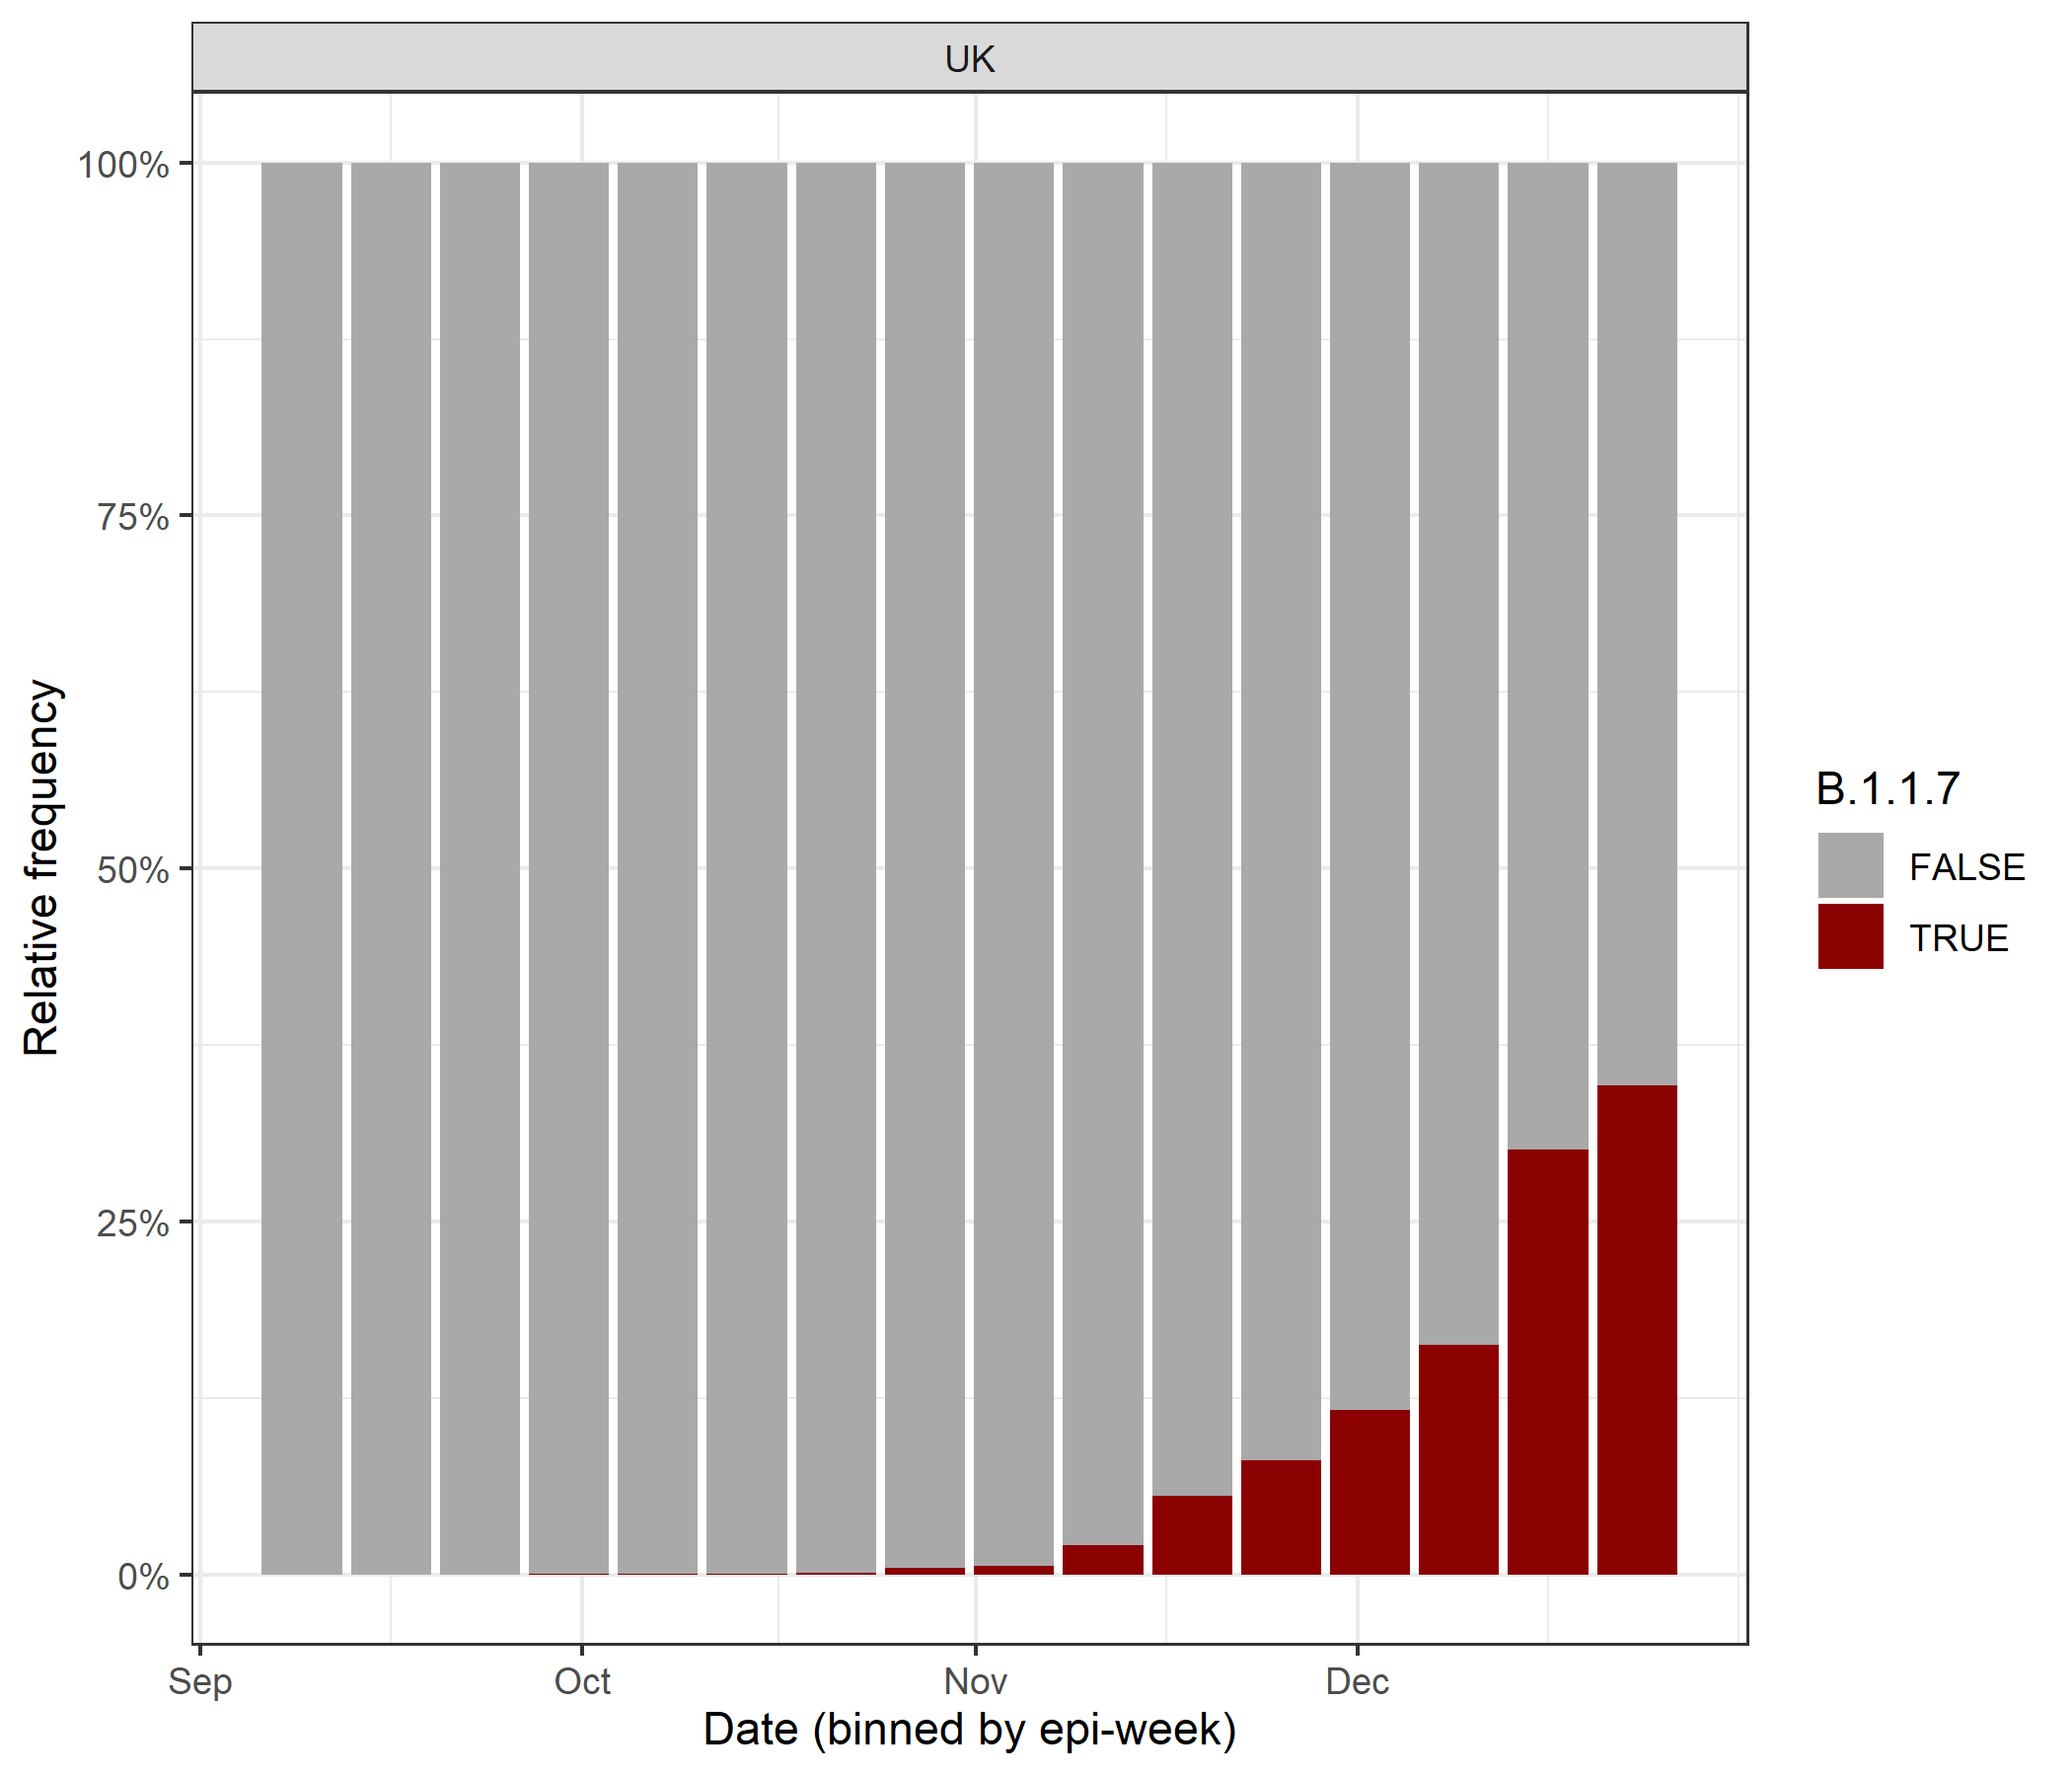 UK
100%
75%
50%
25%
0%
Relative frequency
Sep
Oct
Nov
Dec
Date (binned by epi-week)
B.1.1.7
FALSE
TRUE